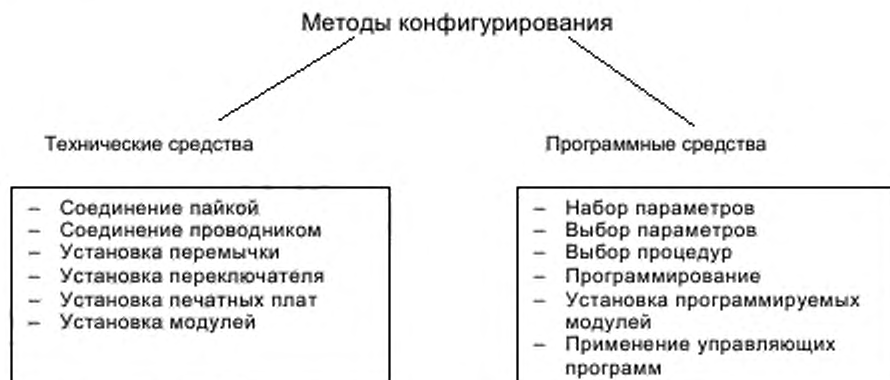 Методы конфигурирования
Технические средства
Программные средства
– Соединение пайкой
– Соединение проводником
– Установка перемычки
– Установка переключателя
– Установка печатных плат
– Установка модулей
– Набор параметров
– Выбор параметров
– Выбор процедур
– Программирование
– Установка программируемых
модулей
– Применение управляющих
программ